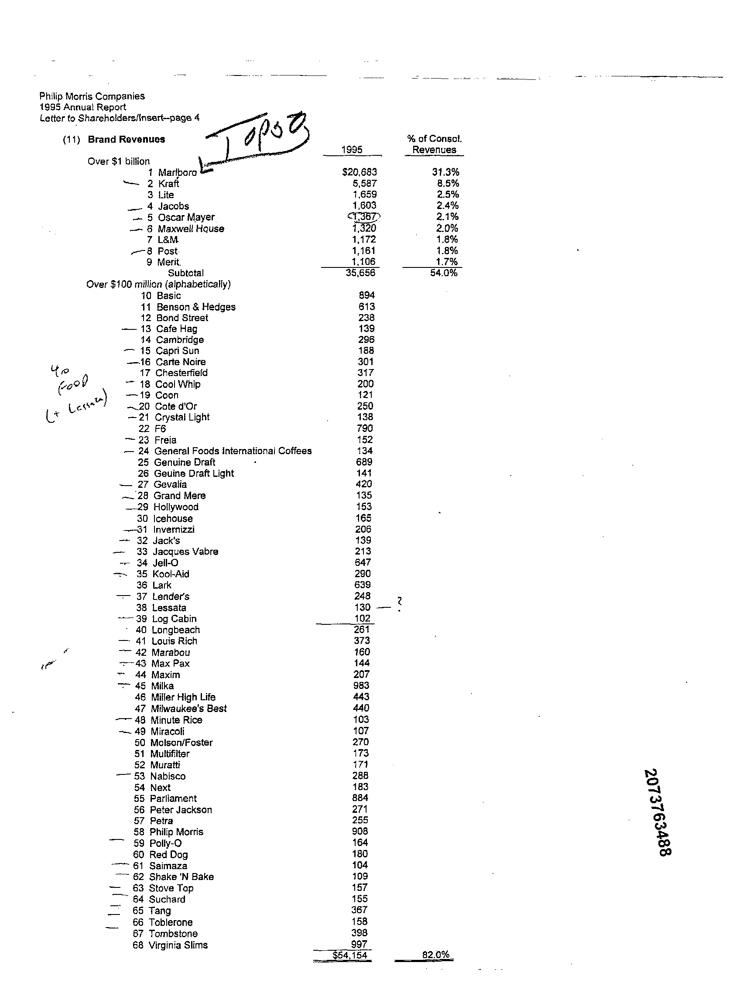 Philip Morris Companies
1995 Annual Report
Letter to Shareholders/Insert--page 4
(11) Brand Revenues 1995 % of Consol. Revenues
Over $1 billion
1 Marlboro $20,683 31.3%
2 Kraft 5,587 8.5%
3 Lite 1,659 2.5%
4 Jacobs 1,603 2.4%
5 Oscar Mayer 1,367 2.1%
6 Maxwell House 1,320 2.0%
7 L&M 1,172 1.8%
8 Post 1,161 1.8%
9 Merit 1,106 1.7%
Subtotal 35,656 54.0%
Over $100 million (alphabetically)
10 Basic 894
11 Benson & Hedges 613
12 Bond Street 238
13 Cafe Hag 139
14 Cambridge 296
15 Capri Sun 188
16 Carte Noire 301
17 Chesterfield 317
18 Cool Whip 200
19 Coon 121
20 Cote d'Or 250
21 Crystal Light 138
22 F6 790
23 Freia 152
24 General Foods International Coffees 134
25 Genuine Draft 689
26 Geuine Draft Light 141
27 Gevalia 420
28 Grand Mere 135
29 Hollywood 153
30 Icehouse 165
31 Invernizzi 206
32 Jack's 139
33 Jacques Vabre 213
34 Jell-O 647
35 Kool-Aid 290
36 Lark 639
37 Lender's 248
38 Lessata 130 — ?
39 Log Cabin 102
40 Longbeach 261
41 Louis Rich 373
42 Marabou 160
43 Max Pax 144
44 Maxim 207
45 Milka 983
46 Miller High Life 443
47 Milwaukee's Best 440
48 Minute Rice 103
49 Miracoli 107
50 Molson/Foster 270
51 Multifilter 173
52 Muratti 171
53 Nabisco 288
54 Next 183
55 Parliament 884
56 Peter Jackson 271
57 Petra 255
58 Philip Morris 908
59 Polly-O 164
60 Red Dog 180
61 Saimaza 104
62 Shake 'N Bake 109
63 Stove Top 157
64 Suchard 155
65 Tang 367
66 Toblerone 158
67 Tombstone 398
68 Virginia Slims 997
$54,154 82.0%
40
food
2073763488